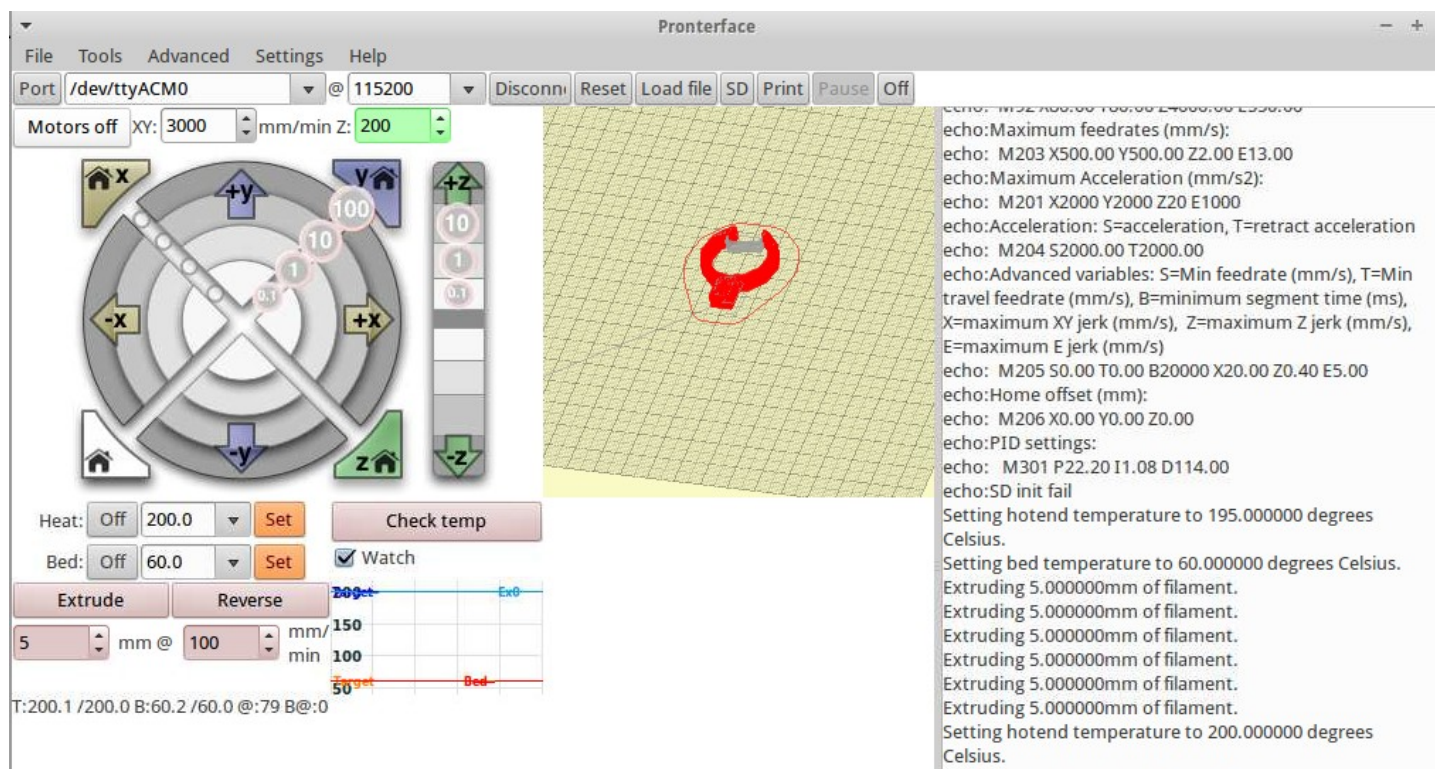 Pronterface
File Tools Advanced Settings Help
Port /dev/ttyACM0 @ 115200 Disconn Reset Load file SD Print Pause Off
Motors off XY: 3000 mm/min Z: 200
x +y y +z
100 10
10 1
1 0.1
0.1
-x +x
-y z -z
Heat: Off 200.0 Set Check temp
Bed: Off 60.0 Set Watch
Extrude Reverse
5 mm @ 100 mm/
min
Target Ex0
150
100
Target Bed
50
T:200.1 /200.0 B:60.2 /60.0 @:79 B@:0
echo:Maximum feedrates (mm/s):
echo: M203 X500.00 Y500.00 Z2.00 E13.00
echo:Maximum Acceleration (mm/s2):
echo: M201 X2000 Y2000 Z20 E1000
echo:Acceleration: S=acceleration, T=retract acceleration
echo: M204 S2000.00 T2000.00
echo:Advanced variables: S=Min feedrate (mm/s), T=Min
travel feedrate (mm/s), B=minimum segment time (ms),
X=maximum XY jerk (mm/s), Z=maximum Z jerk (mm/s),
E=maximum E jerk (mm/s)
echo: M205 S0.00 T0.00 B20000 X20.00 Z0.40 E5.00
echo:Home offset (mm):
echo: M206 X0.00 Y0.00 Z0.00
echo:PID settings:
echo: M301 P22.20 I1.08 D114.00
echo:SD init fail
Setting hotend temperature to 195.000000 degrees
Celsius.
Setting bed temperature to 60.000000 degrees Celsius.
Extruding 5.000000mm of filament.
Extruding 5.000000mm of filament.
Extruding 5.000000mm of filament.
Extruding 5.000000mm of filament.
Extruding 5.000000mm of filament.
Extruding 5.000000mm of filament.
Setting hotend temperature to 200.000000 degrees
Celsius.